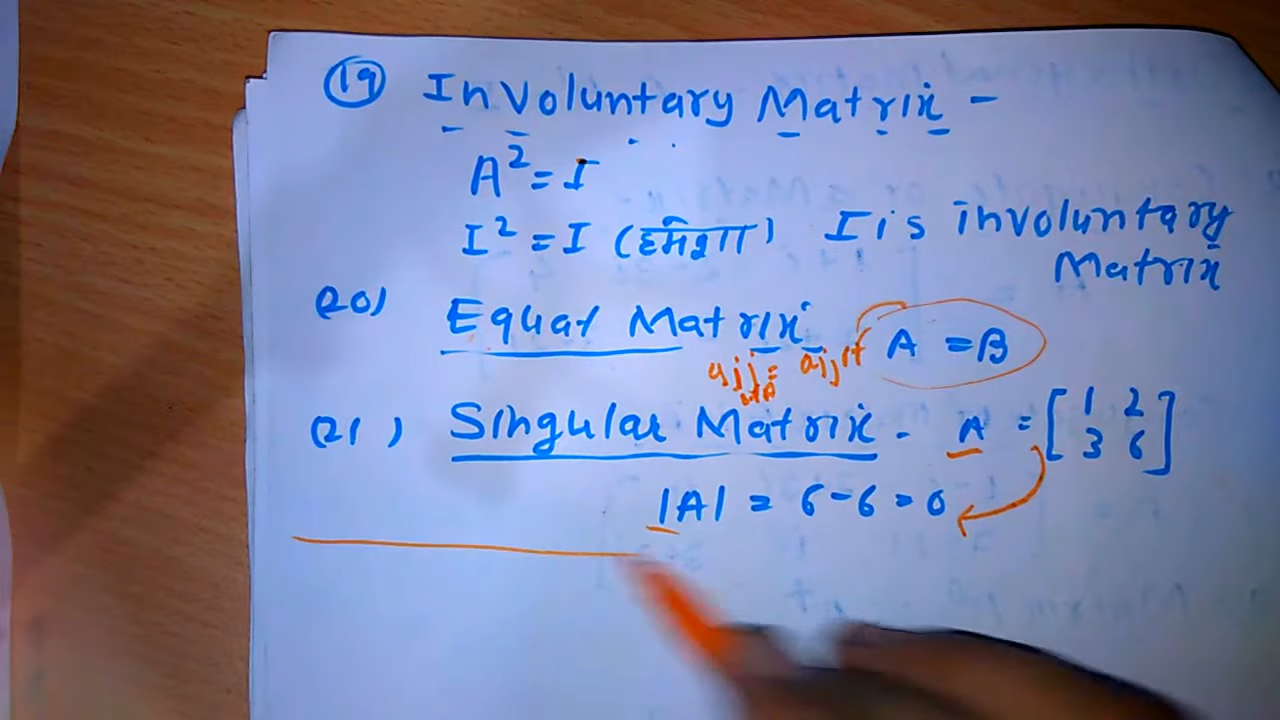 (19) Involuntary Matrix -
A² = I
I² = I (हमेशा) I is involuntary Matrix
(20) Equal Matrix A = B
aij = aij if
(21) Singular Matrix - A = [1 2
3 6]
|A| = 6-6=0